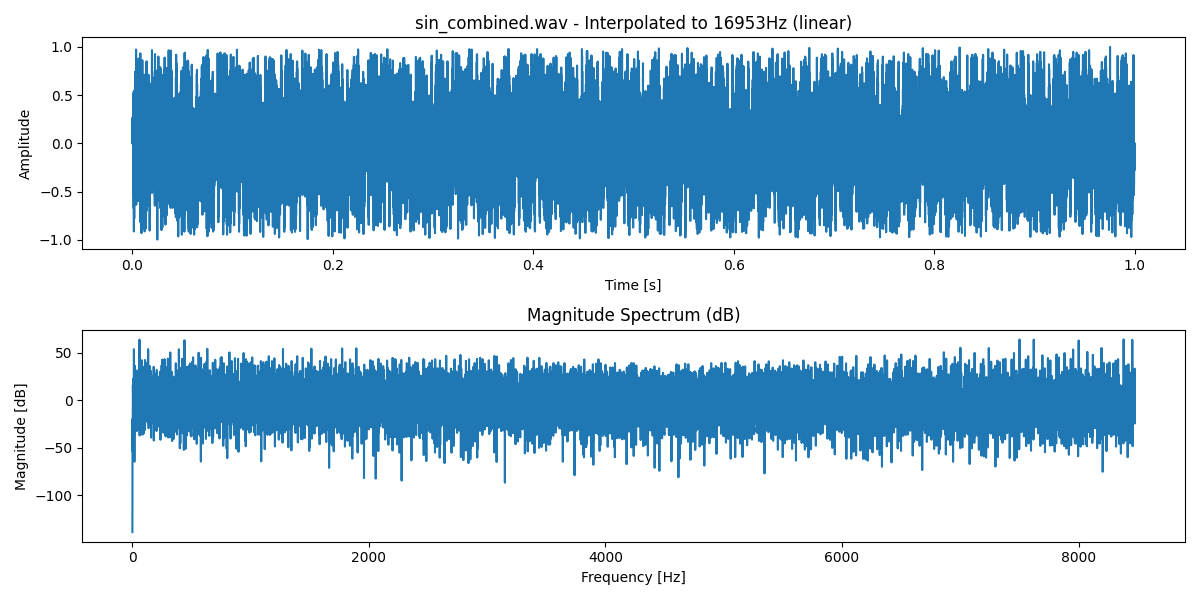 sin_combined.wav - Interpolated to 16953Hz (linear)
1.0
0.5
0.0
−0.5
−1.0
Amplitude
0.0 0.2 0.4 0.6 0.8 1.0
Time [s]
Magnitude Spectrum (dB)
50
0
−50
−100
Magnitude [dB]
0 2000 4000 6000 8000
Frequency [Hz]